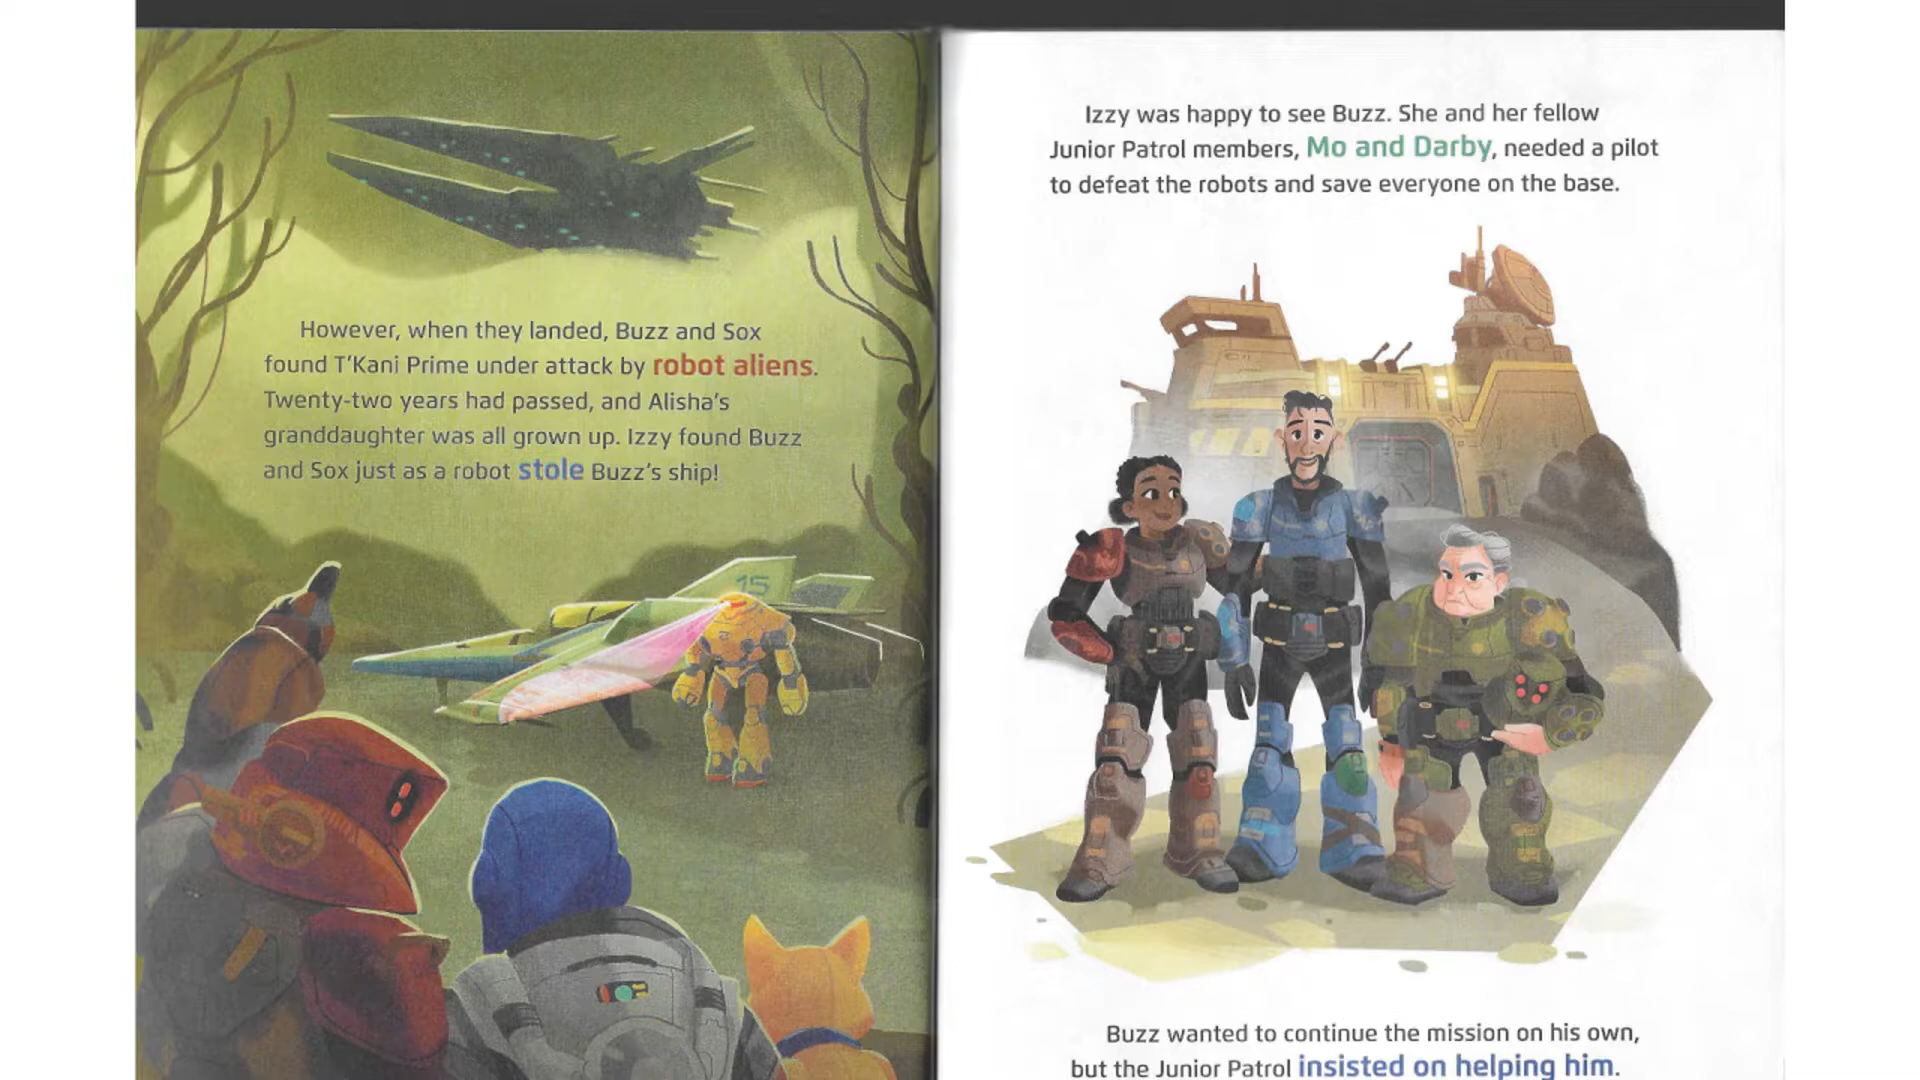 However, when they landed, Buzz and Sox
found T'Kani Prime under attack by robot aliens.
Twenty-two years had passed, and Alisha's
granddaughter was all grown up. Izzy found Buzz
and Sox just as a robot stole Buzz's ship!
15
Izzy was happy to see Buzz. She and her fellow
Junior Patrol members, Mo and Darby, needed a pilot
to defeat the robots and save everyone on the base.
Buzz wanted to continue the mission on his own,
but the Junior Patrol insisted on helping him.